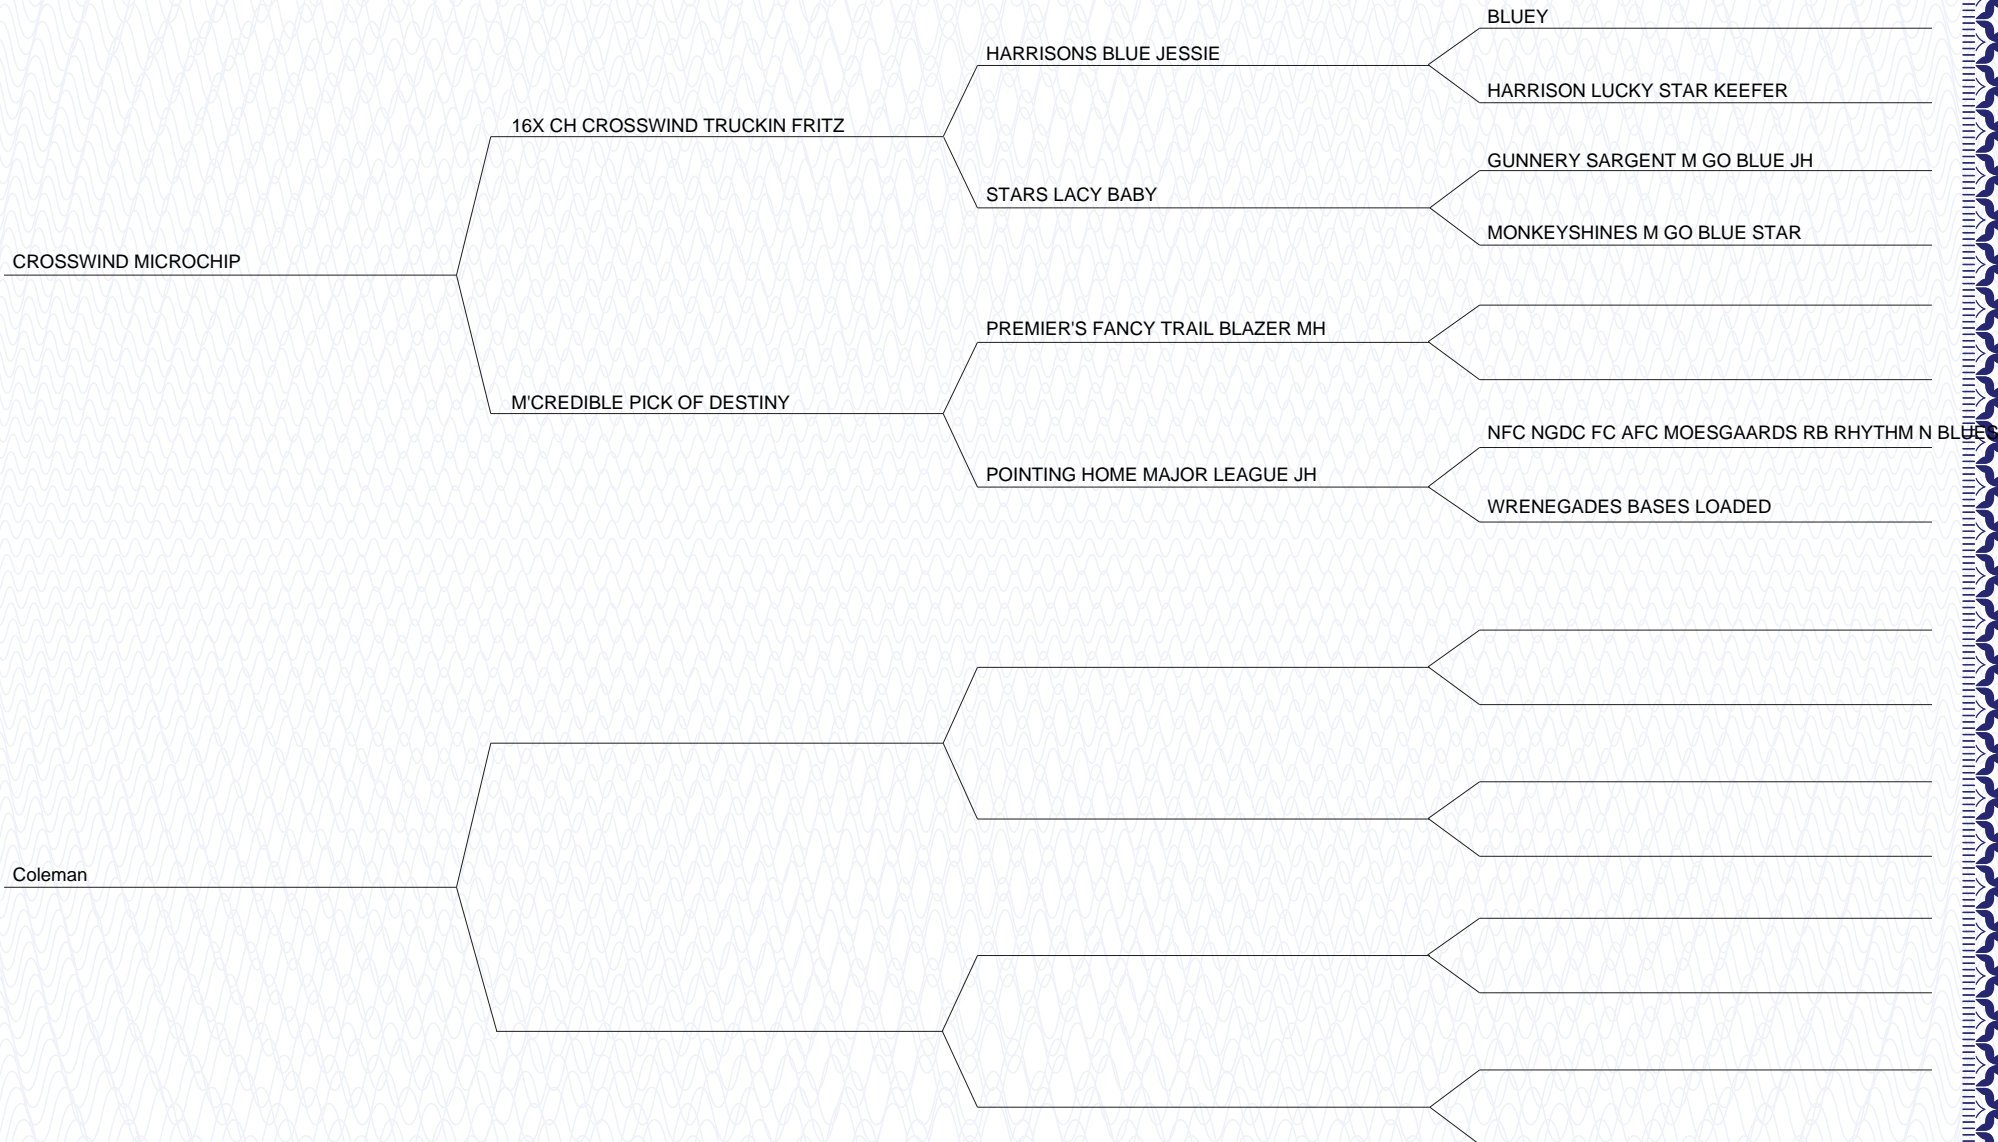 BLUEY
HARRISONS BLUE JESSIE
HARRISON LUCKY STAR KEEFER
16X CH CROSSWIND TRUCKIN FRITZ
GUNNERY SARGENT M GO BLUE JH
STARS LACY BABY
MONKEYSHINES M GO BLUE STAR
CROSSWIND MICROCHIP
PREMIER'S FANCY TRAIL BLAZER MH
M'CREDIBLE PICK OF DESTINY
NFC NGDC FC AFC MOESGAARDS RB RHYTHM N BLUES
POINTING HOME MAJOR LEAGUE JH
WRENEGADES BASES LOADED
Coleman